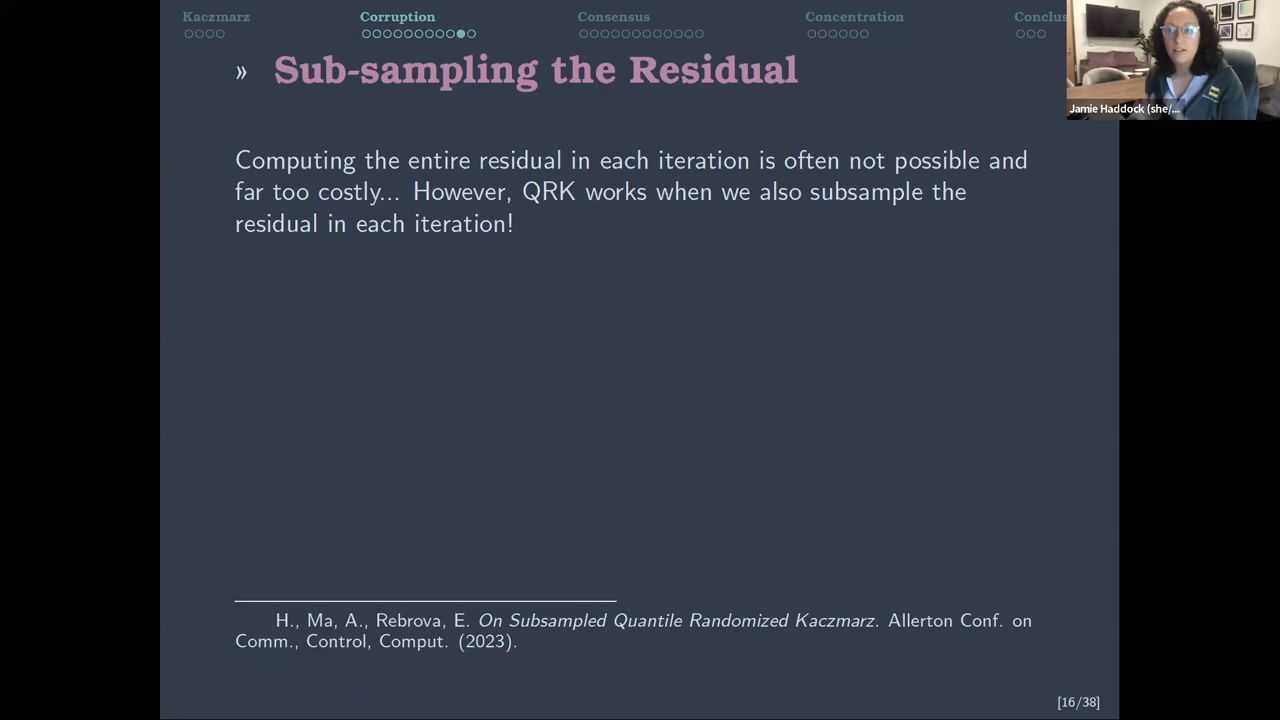 Kaczmarz Corruption Consensus Concentration Conclus
» Sub-sampling the Residual
Computing the entire residual in each iteration is often not possible and
far too costly... However, QRK works when we also subsample the
residual in each iteration!
H., Ma, A., Rebrova, E. On Subsampled Quantile Randomized Kaczmarz. Allerton Conf. on
Comm., Control, Comput. (2023).
[16/38]
Jamie Haddock (she/...